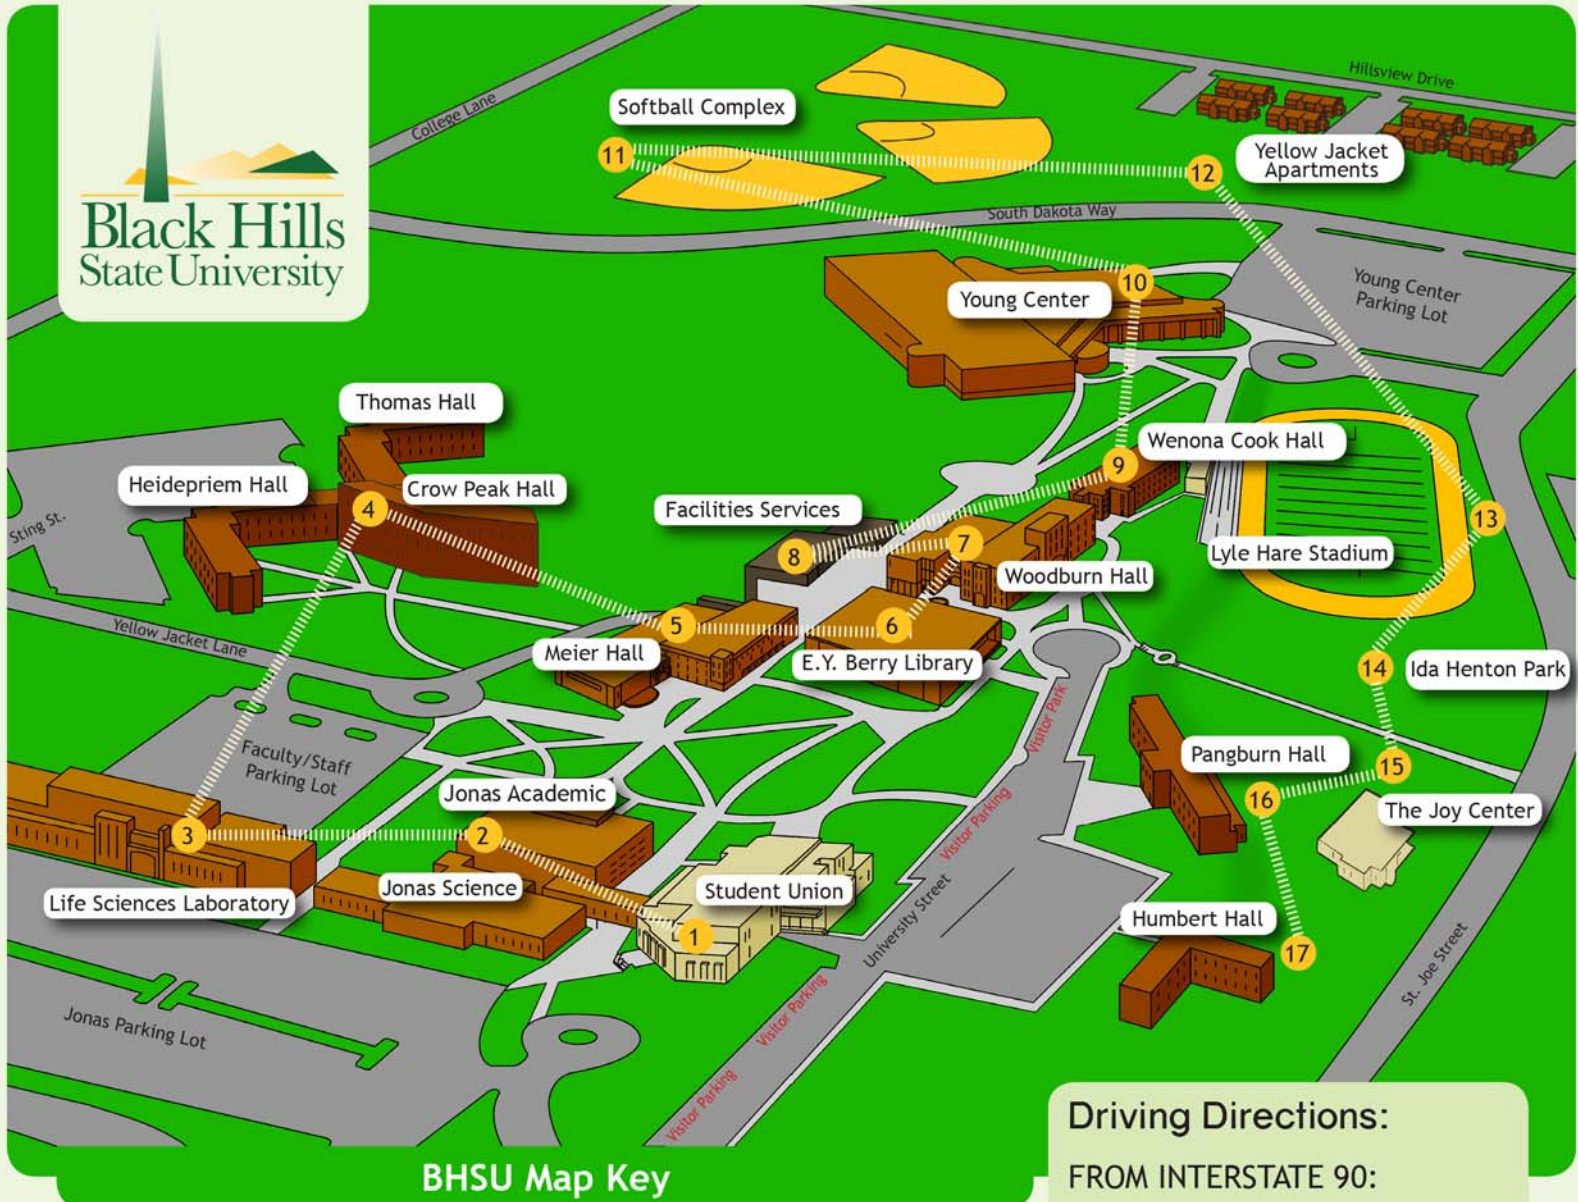 Black Hills
State University
College Lane
Softball Complex
Hillsview Drive
11
12
Yellow Jacket
Apartments
South Dakota Way
10
Young Center
Young Center
Parking Lot
Thomas Hall
Wenona Cook Hall
9
Heidepriem Hall
Crow Peak Hall
4
Facilities Services
13
Sting St.
8
7
Lyle Hare Stadium
Woodburn Hall
5
6
Yellow Jacket Lane
Meier Hall
E.Y. Berry Library
14
Ida Henton Park
Visitor Park
Faculty/Staff
Parking Lot
Pangburn Hall
15
Jonas Academic
16
The Joy Center
3
2
Visitor Parking
Jonas Science
Student Union
Life Sciences Laboratory
University Street
Humbert Hall
1
17
St. Joe Street
Jonas Parking Lot
Visitor Parking
Visitor Parking
Driving Directions:
BHSU Map Key
FROM INTERSTATE 90: